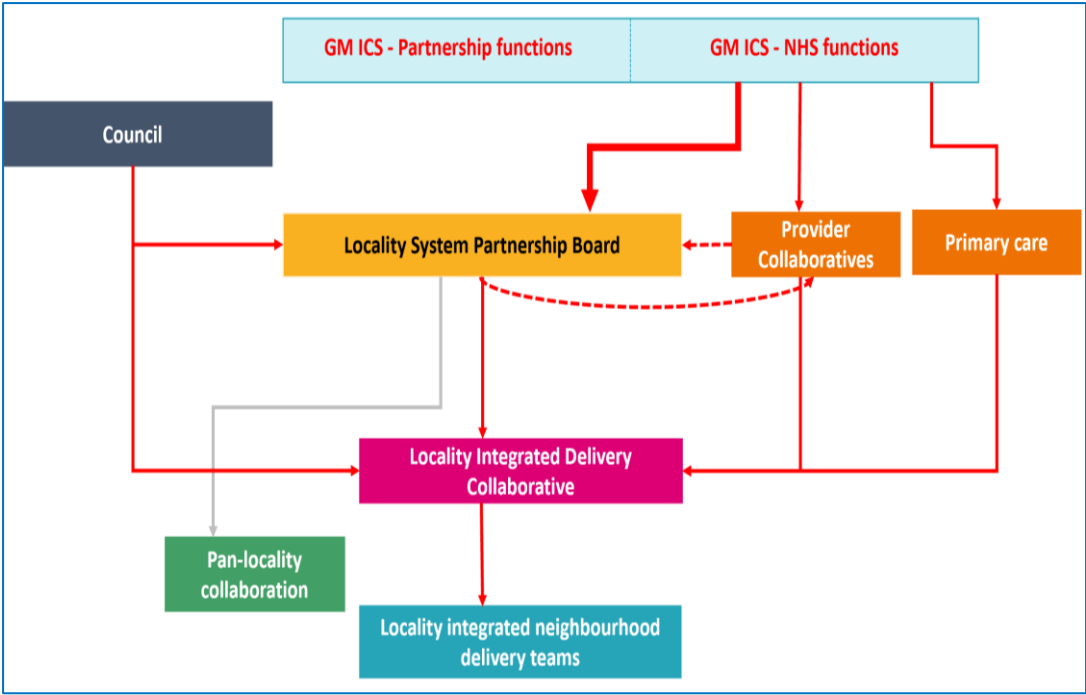 GM ICS - Partnership functions
GM ICS - NHS functions
Council
Locality System Partnership Board
Provider
Collaboratives
Primary care
Locality Integrated Delivery
Collaborative
Pan-locality
collaboration
Locality integrated neighbourhood
delivery teams